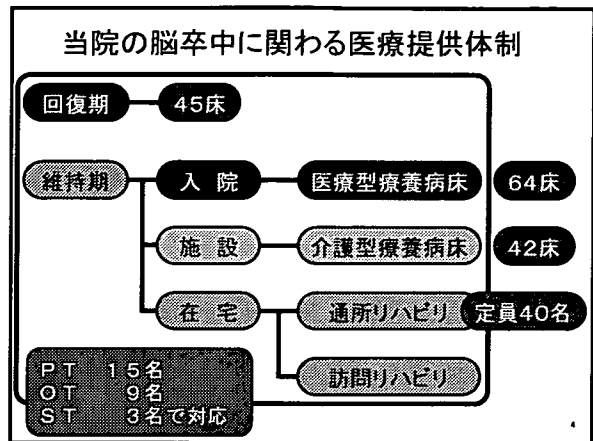 当院の脳卒中に関わる医療提供体制
回復期 45床
維持期 入 院 医療型療養病床 64床
施 設 介護型療養病床 42床
在 宅 通所リハビリ 定員40名
訪問リハビリ
PT 15名
OT 9名
ST 3名で対応
4